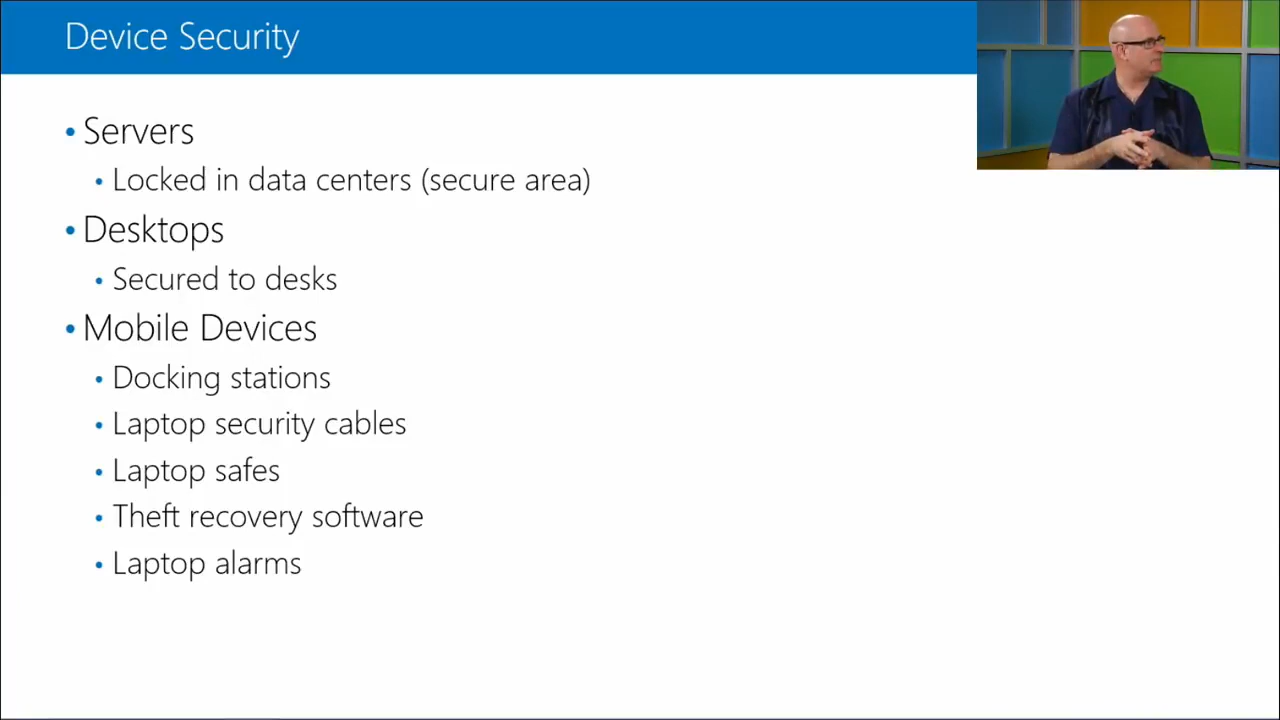 Device Security
• Servers
• Locked in data centers (secure area)
• Desktops
• Secured to desks
• Mobile Devices
• Docking stations
• Laptop security cables
• Laptop safes
• Theft recovery software
• Laptop alarms